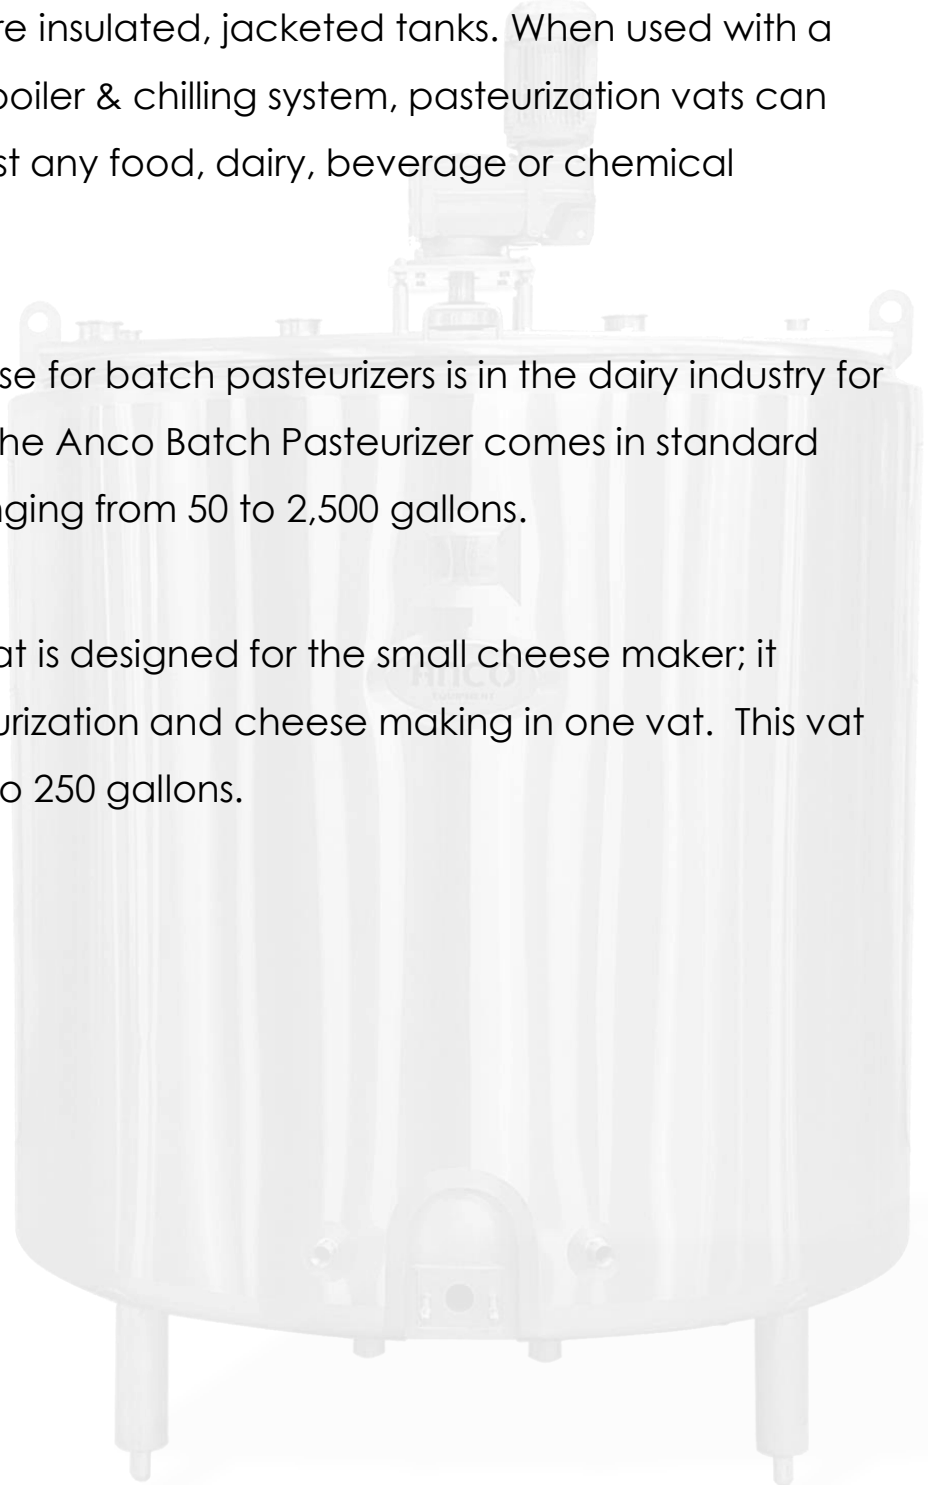 re insulated, jacketed tanks. When used with a
boiler & chilling system, pasteurization vats can
st any food, dairy, beverage or chemical
se for batch pasteurizers is in the dairy industry for
he Anco Batch Pasteurizer comes in standard
nging from 50 to 2,500 gallons.
at is designed for the small cheese maker; it
urization and cheese making in one vat. This vat
o 250 gallons.
ANCO
EQUIPMENT